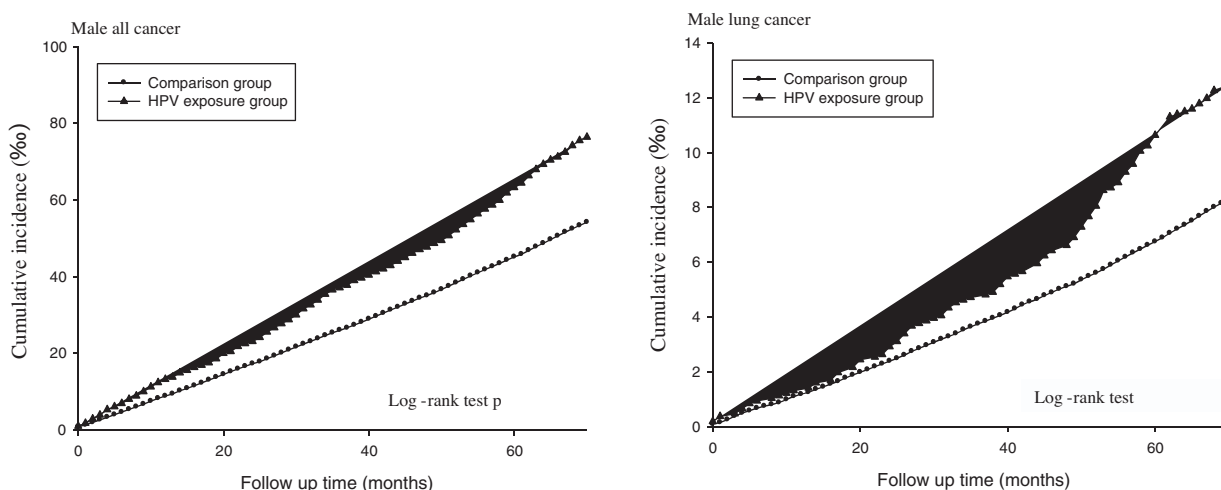 Male all cancer
100
80
60
40
20
0
Cumulative incidence (‰)
Comparison group
HPV exposure group
Log -rank test p
0 20 40 60
Follow up time (months)
Male lung cancer
14
12
10
8
6
4
2
0
Cumulative incidence (‰)
Comparison group
HPV exposure group
Log -rank test
0 20 40 60
Follow up time (months)